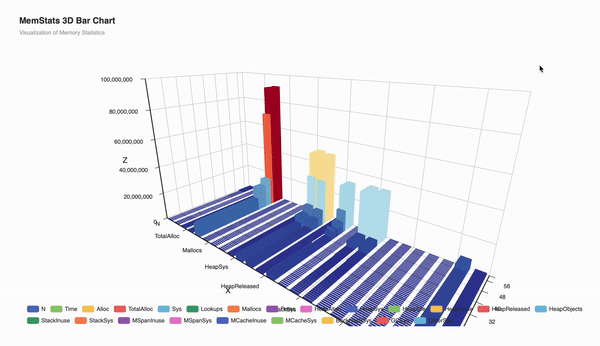 MemStats 3D Bar Chart
Visualization of Memory Statistics
100,000,000
80,000,000
60,000,000
Z
40,000,000
20,000,000
0
N
TotalAlloc
Mallocs
HeapSys
HeapReleased
X
56
48
32
N Time Alloc TotalAlloc Sys Lookups Mallocs HeapReleased HeapObjects
StackInuse StackSys MSpanInuse MSpanSys MCacheInuse MCacheSys